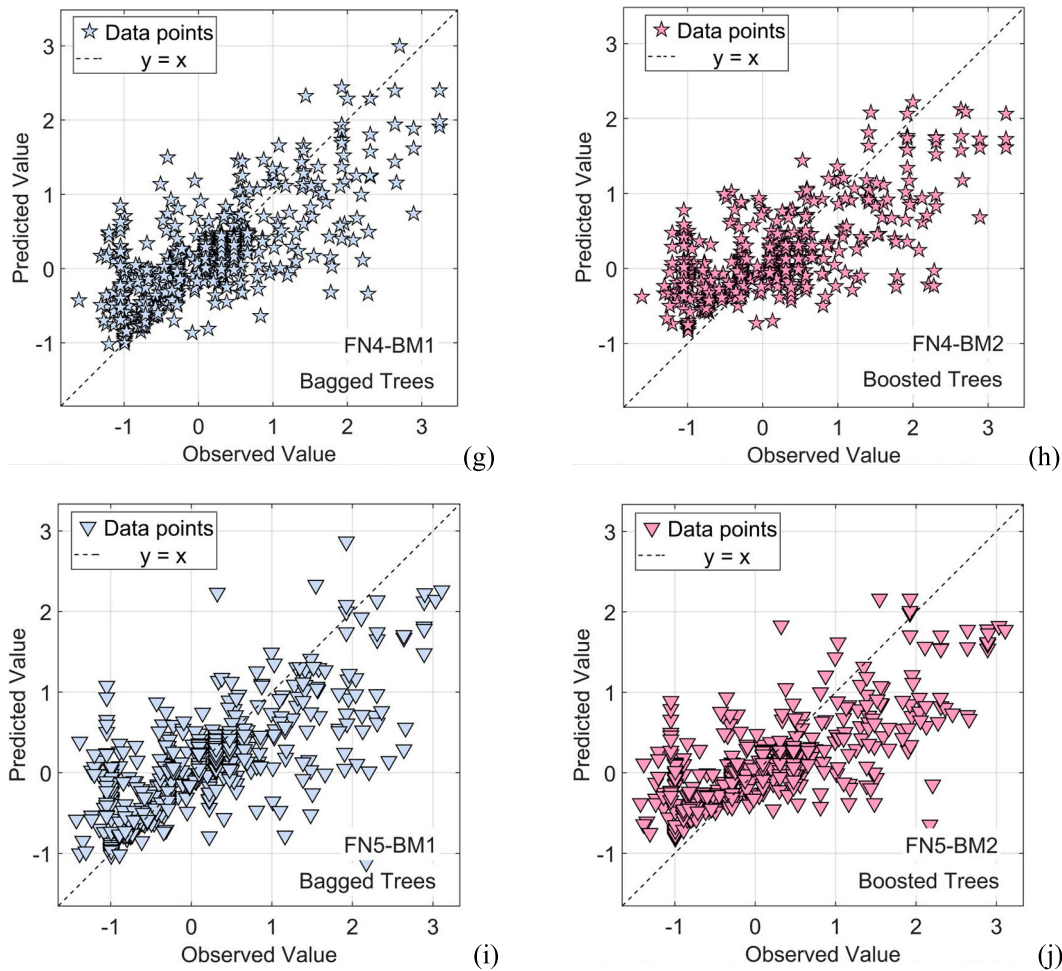 Data points
y = x
3
2
1
0
-1
Predicted Value
FN4-BM1
Bagged Trees
-1 0 1 2 3
Observed Value
(g)
Data points
y = x
3
2
1
0
-1
Predicted Value
FN4-BM2
Boosted Trees
-1 0 1 2 3
Observed Value
(h)
Data points
y = x
3
2
1
0
-1
Predicted Value
FN5-BM1
Bagged Trees
-1 0 1 2 3
Observed Value
(i)
Data points
y = x
3
2
1
0
-1
Predicted Value
FN5-BM2
Boosted Trees
-1 0 1 2 3
Observed Value
(j)